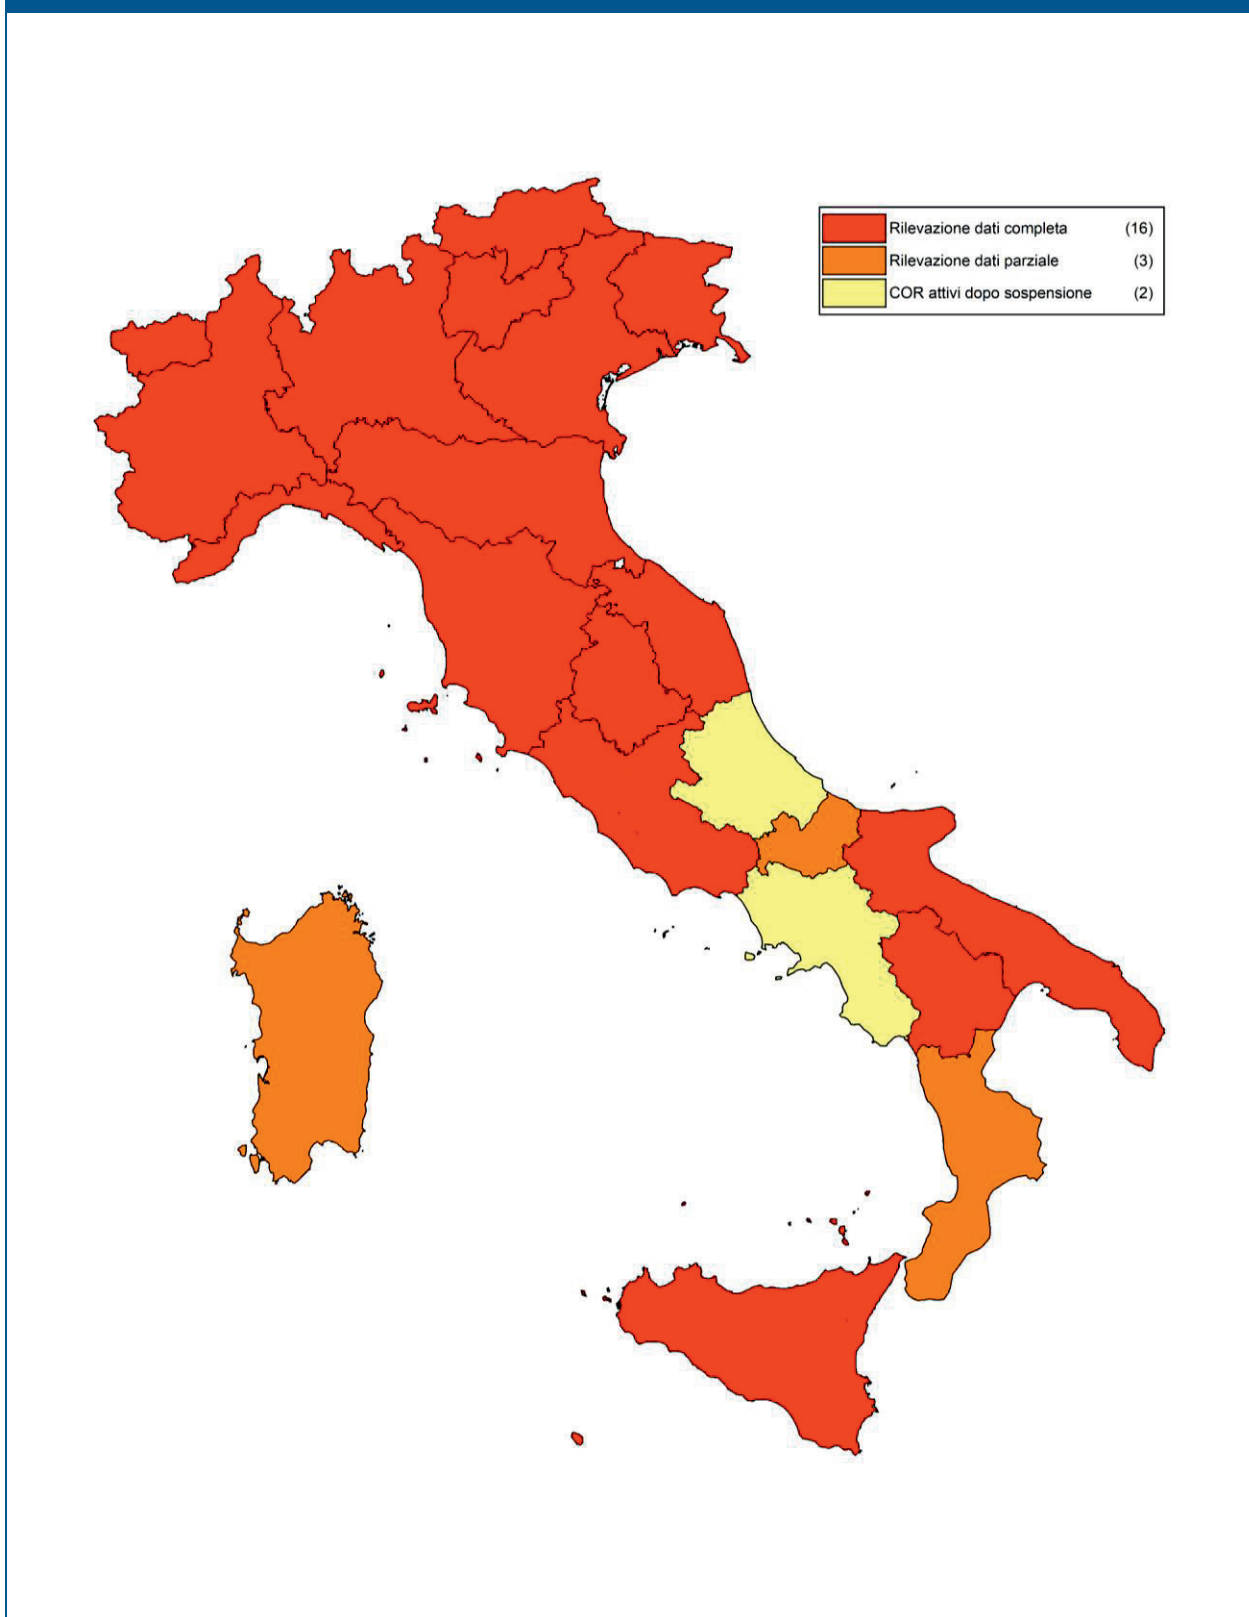 Rilevazione dati completa (16)
Rilevazione dati parziale (3)
COR attivi dopo sospensione (2)